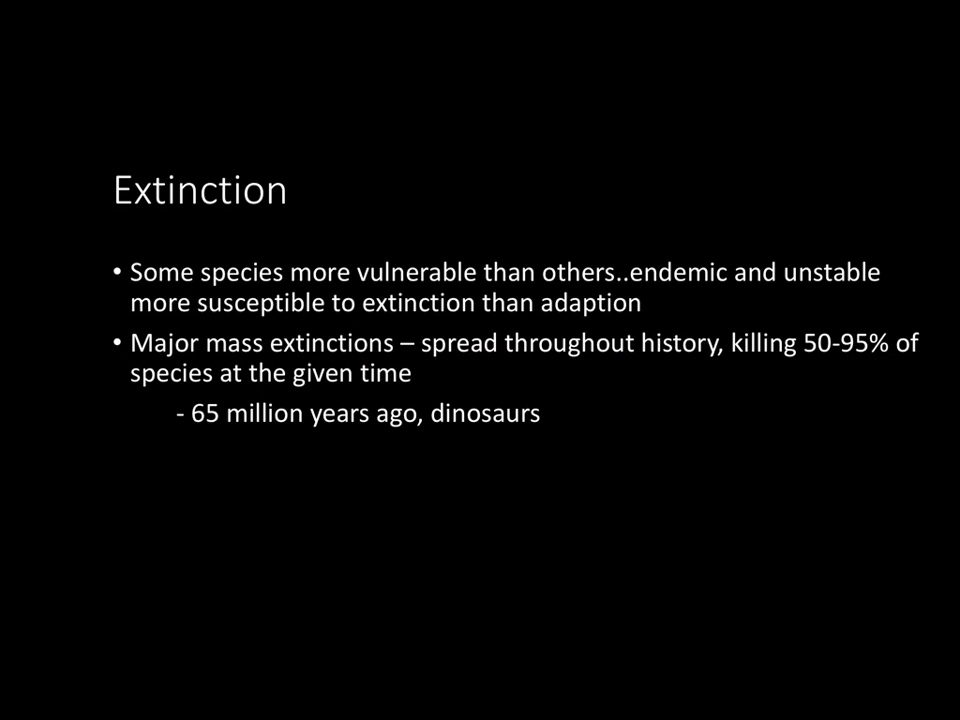 Extinction
• Some species more vulnerable than others..endemic and unstable
more susceptible to extinction than adaption
• Major mass extinctions – spread throughout history, killing 50-95% of
species at the given time
- 65 million years ago, dinosaurs